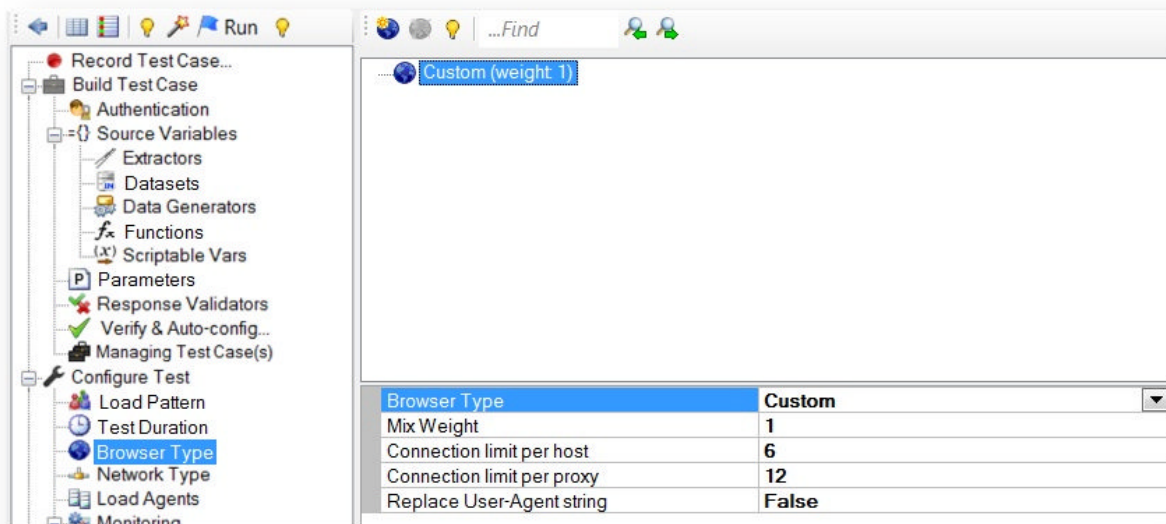 Run
...Find
Record Test Case...
Build Test Case
Authentication
={} Source Variables
Extractors
IN Datasets
Data Generators
fx Functions
(x) Scriptable Vars
P Parameters
Response Validators
Verify & Auto-config...
Managing Test Case(s)
Configure Test
Load Pattern
Test Duration
Browser Type
Network Type
Load Agents
Monitoring
Custom (weight: 1)
Browser Type Custom
Mix Weight 1
Connection limit per host 6
Connection limit per proxy 12
Replace User-Agent string False